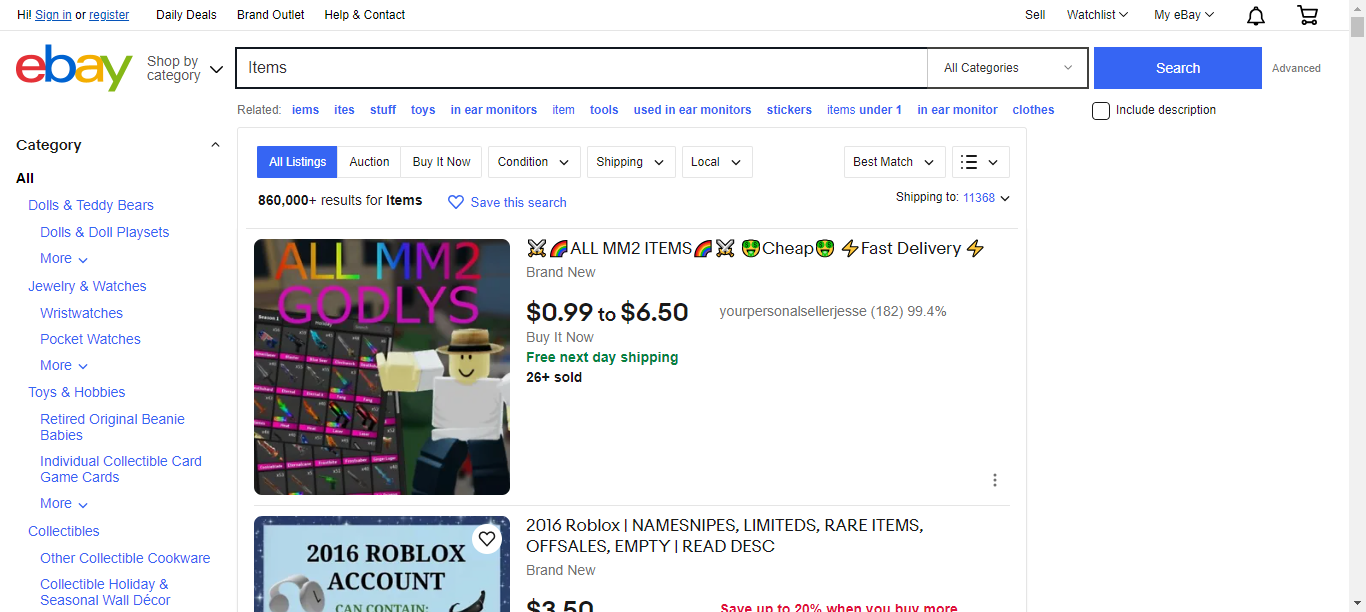 Hi! Sign in or register
Daily Deals
Brand Outlet
Help & Contact
Sell
Watchlist
My eBay
ebay
Shop by category
Items
All Categories
Search
Advanced
Related: iems ites stuff toys in ear monitors item tools used in ear monitors stickers items under 1 in ear monitor clothes
Include description
Category
All
Dolls & Teddy Bears
Dolls & Doll Playsets
More
Jewelry & Watches
Wristwatches
Pocket Watches
More
Toys & Hobbies
Retired Original Beanie
Babies
Individual Collectible Card
Game Cards
More
Collectibles
Other Collectible Cookware
Collectible Holiday &
Seasonal Wall Décor
All Listings
Auction
Buy It Now
Condition
Shipping
Local
Best Match
860,000+ results for Items
Save this search
Shipping to: 11368
ALL MM2
GODLYS
⚔️🌈ALL MM2 ITEMS🌈⚔️ 🤑Cheap🤑 ⚡Fast Delivery ⚡
Brand New
$0.99 to $6.50
yourpersonalsellerjesse (182) 99.4%
Buy It Now
Free next day shipping
26+ sold
2016 ROBLOX
ACCOUNT
CAN CONTAIN:
2016 Roblox | NAMESNIPES, LIMITEDS, RARE ITEMS,
OFFSALES, EMPTY | READ DESC
Brand New
$3.50
Save up to 20% when you buy more